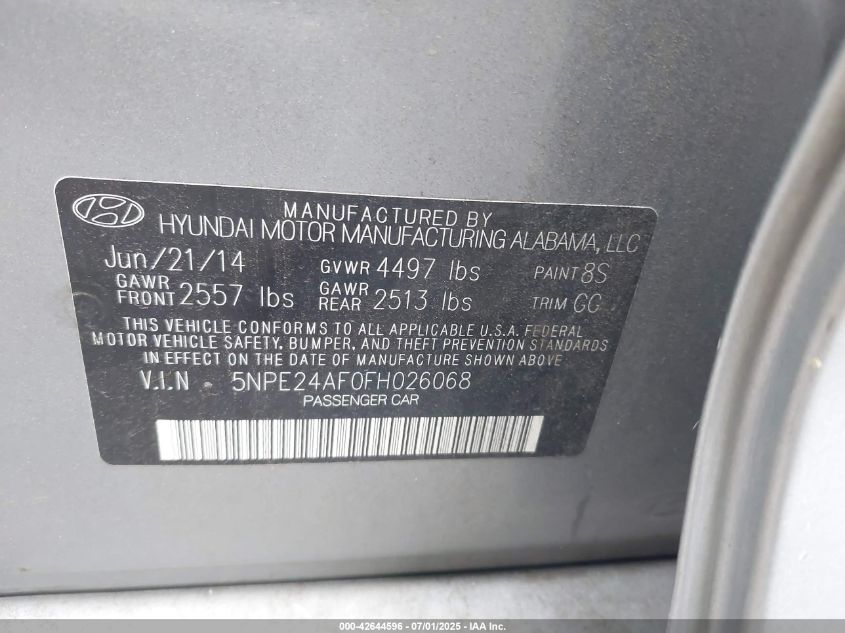 MANUFACTURED BY
HYUNDAI MOTOR MANUFACTURING ALABAMA, LLC
Jun/21/14 GVWR 4497 lbs PAINT 8S
GAWR FRONT 2557 lbs GAWR REAR 2513 lbs TRIM GG
THIS VEHICLE CONFORMS TO ALL APPLICABLE U.S.A. FEDERAL
MOTOR VEHICLE SAFETY, BUMPER, AND THEFT PREVENTION STANDARDS
IN EFFECT ON THE DATE OF MANUFACTURE SHOWN ABOVE
V.I.N . 5NPE24AF0FH026068
PASSENGER CAR
000-42644596 - 07/01/2025 - IAA Inc.